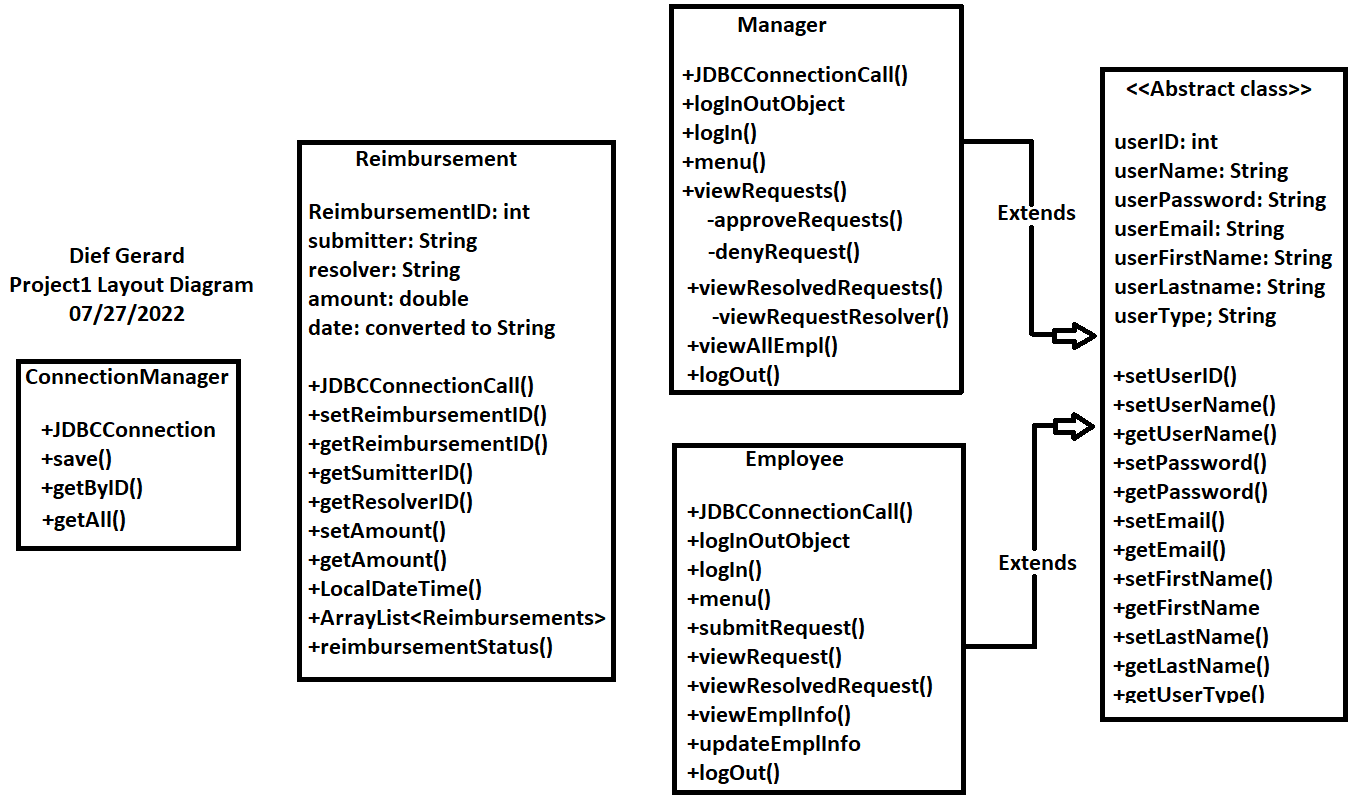 Dief Gerard
Project1 Layout Diagram
07/27/2022
ConnectionManager
+JDBCConnection
+save()
+getByID()
+getAll()
Reimbursement
ReimbursementID: int
submitter: String
resolver: String
amount: double
date: converted to String
+JDBCConnectionCall()
+setReimbursementID()
+getReimbursementID()
+getSumitterID()
+getResolverID()
+setAmount()
+getAmount()
+LocalDateTime()
+ArrayList<Reimbursements>
+reimbursementStatus()
Manager
+JDBCConnectionCall()
+logInOutObject
+logIn()
+menu()
+viewRequests()
-approveRequests()
-denyRequest()
+viewResolvedRequests()
-viewRequestResolver()
+viewAllEmpl()
+logOut()
Employee
+JDBCConnectionCall()
+logInOutObject
+logIn()
+menu()
+submitRequest()
+viewRequest()
+viewResolvedRequest()
+viewEmplInfo()
+updateEmplInfo
+logOut()
Extends
Extends
<<Abstract class>>
userID: int
userName: String
userPassword: String
userEmail: String
userFirstName: String
userLastname: String
userType; String
+setUserID()
+setUserName()
+getUserName()
+setPassword()
+getPassword()
+setEmail()
+getEmail()
+setFirstName()
+getFirstName
+setLastName()
+getLastName()
+getUserType()